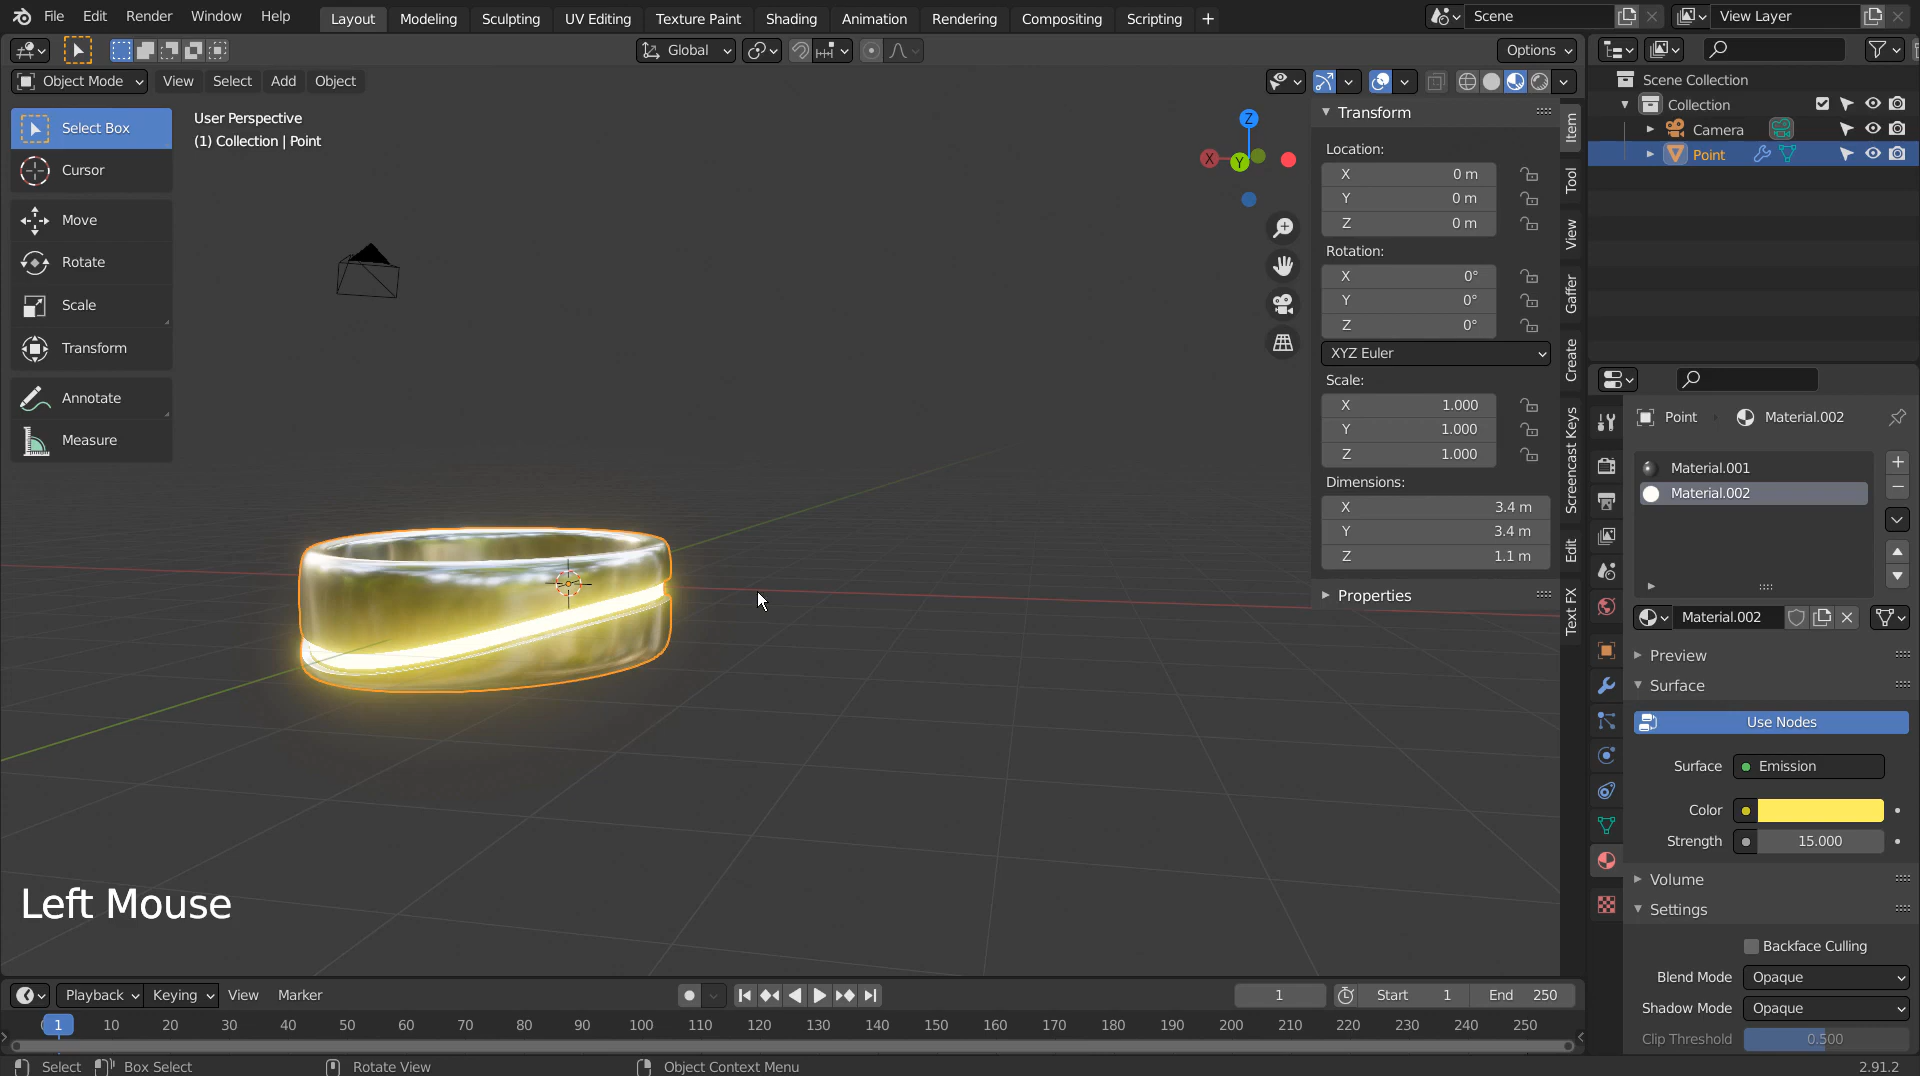 File Edit Render Window Help Layout Modeling Sculpting UV Editing Texture Paint Shading Animation Rendering Compositing Scripting + Scene View Layer
Global Options
Object Mode View Select Add Object
Select Box
Cursor
Move
Rotate
Scale
Transform
Annotate
Measure
User Perspective
(1) Collection | Point
Z
X
Y
Left Mouse
Transform
Location:
X 0 m
Y 0 m
Z 0 m
Rotation:
X 0°
Y 0°
Z 0°
XYZ Euler
Scale:
X 1.000
Y 1.000
Z 1.000
Dimensions:
X 3.4 m
Y 3.4 m
Z 1.1 m
Properties
Item
Tool
View
Gaffer
Create
Screencast Keys
Edit
Text FX
Scene Collection
Collection
Camera
Point
Point Material.002
Material.001
Material.002
Material.002
Preview
Surface
Use Nodes
Surface Emission
Color
Strength 15.000
Volume
Settings
Backface Culling
Blend Mode Opaque
Shadow Mode Opaque
Clip Threshold 0.500
Playback Keying View Marker 1 Start 1 End 250
1 10 20 30 40 50 60 70 80 90 100 110 120 130 140 150 160 170 180 190 200 210 220 230 240 250
Select Box Select Rotate View Object Context Menu 2.91.2